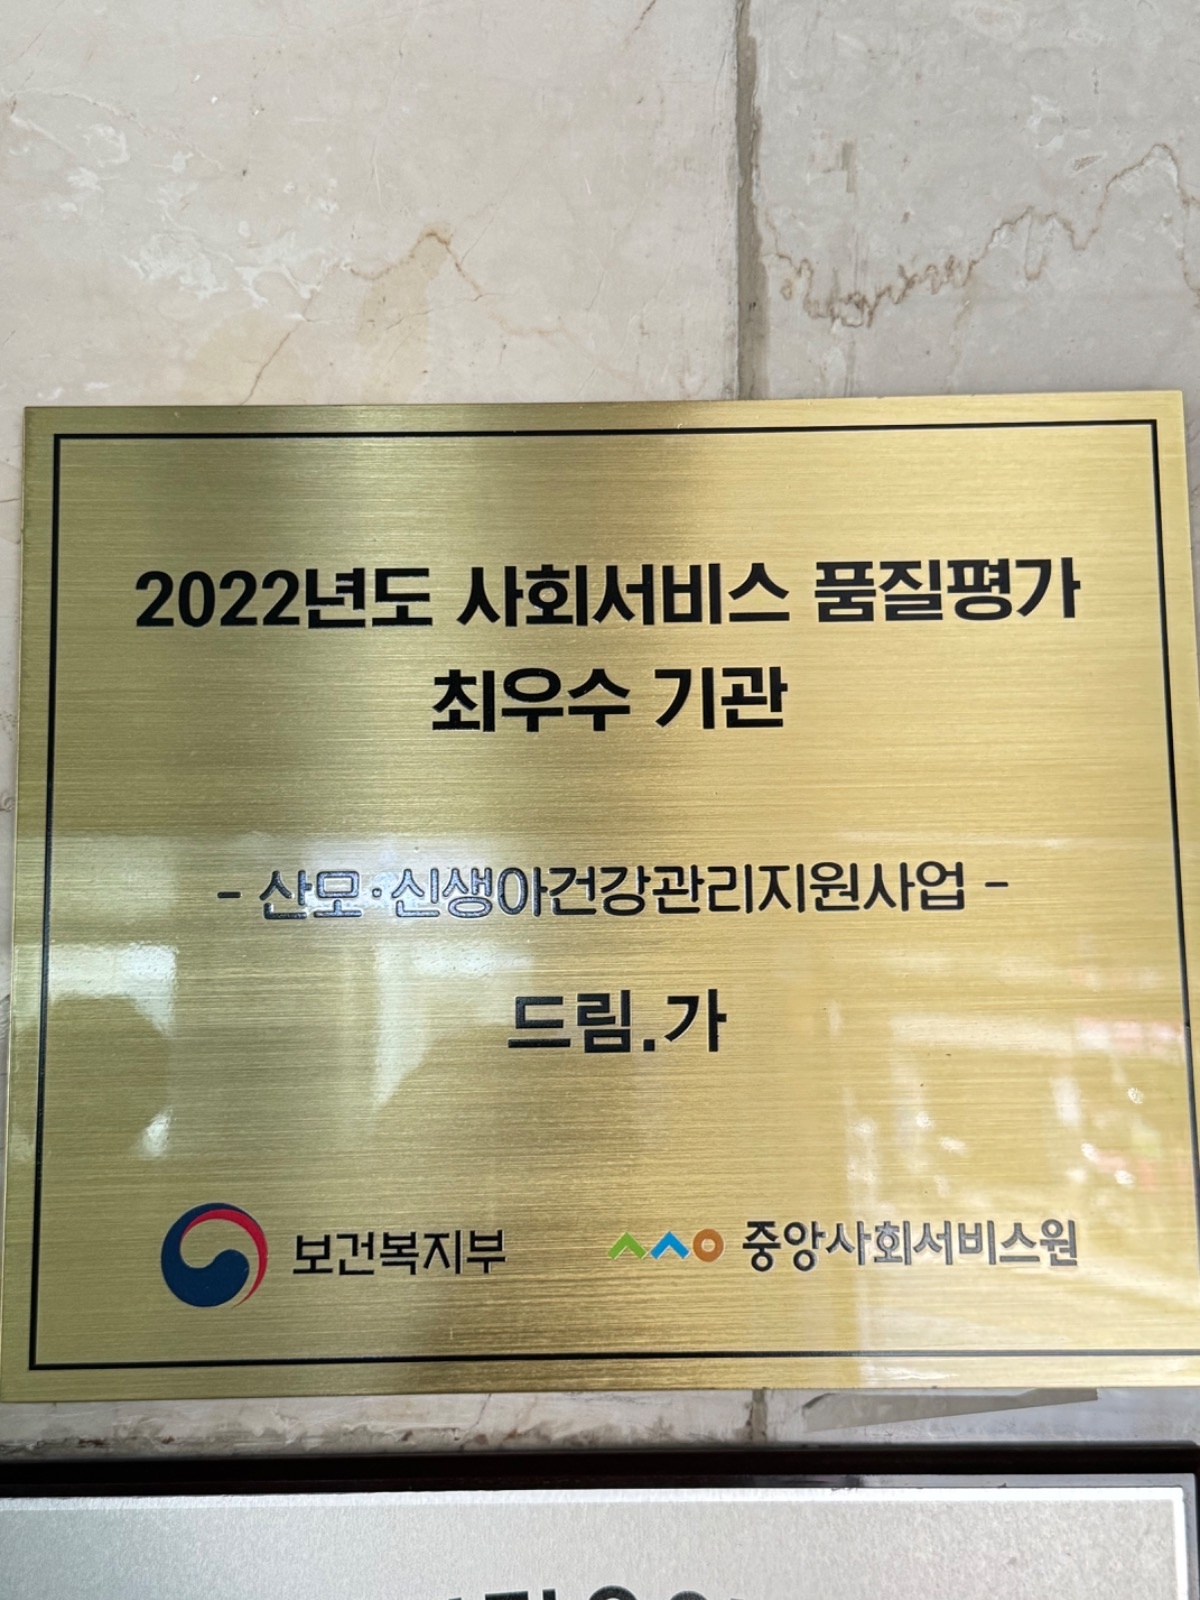 2022년도 사회서비스 품질평가
최우수 기관
- 산모·신생아건강관리지원사업 -
드림.가
보건복지부
중앙사회서비스원